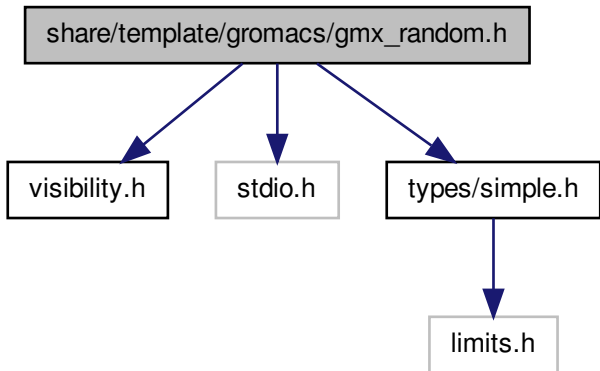 share/template/gromacs/gmx_random.h
visibility.h
stdio.h
types/simple.h
limits.h